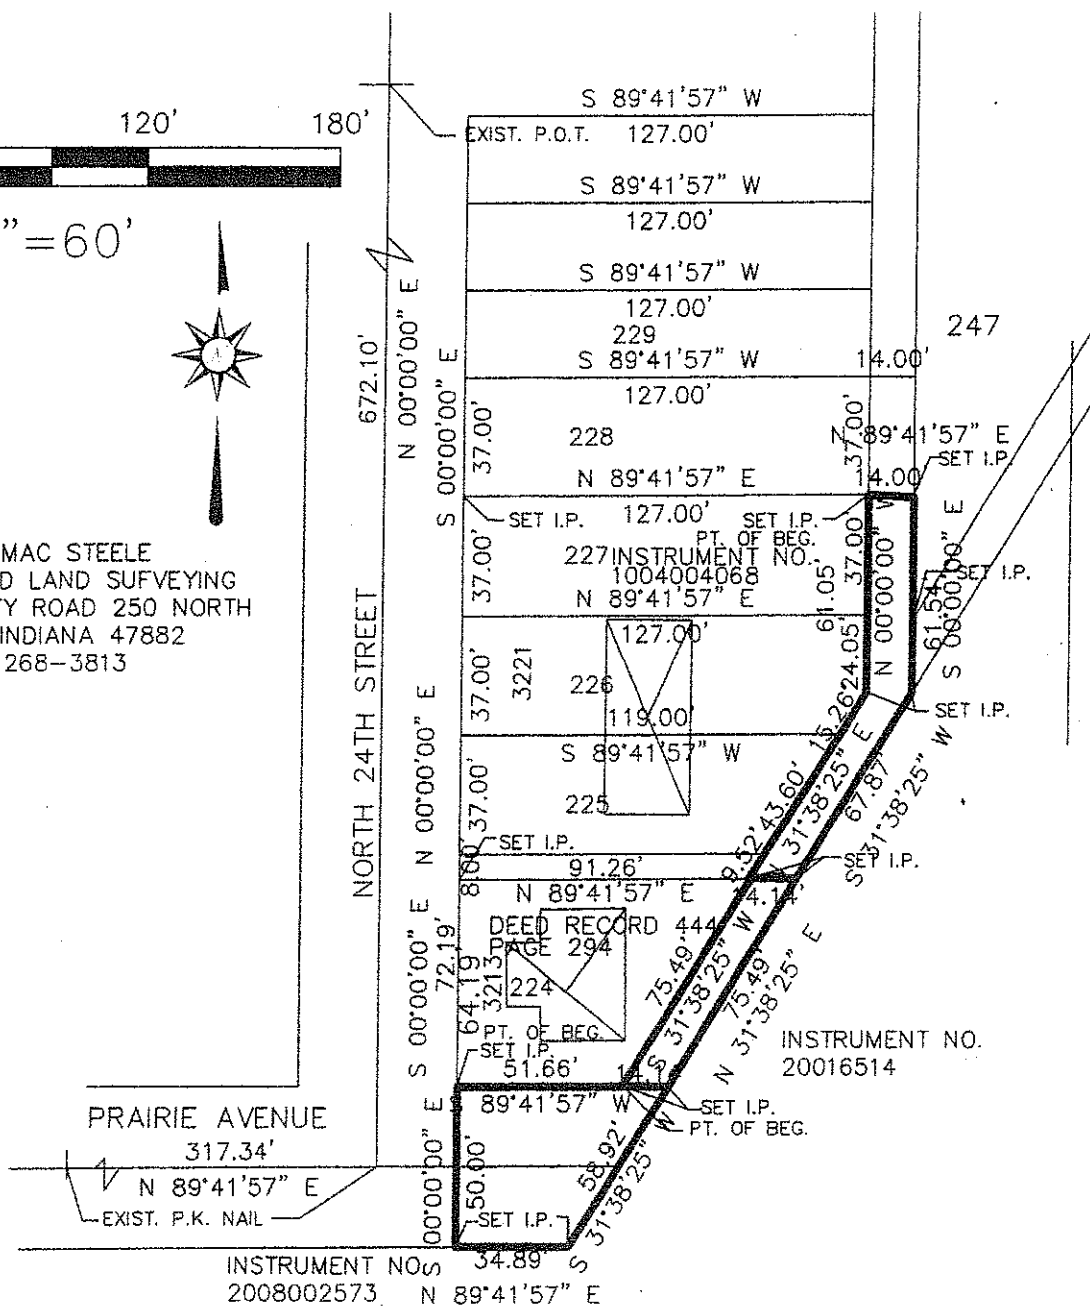 120' 180'
"=60'
EXIST. P.O.T.
S 89°41'57" W
127.00'
S 89°41'57" W
127.00'
S 89°41'57" W
127.00'
229
S 89°41'57" W
127.00'
14.00'
247
672.10'
N 00°00'00" E
S 00°00'00" E
37.00'
228
37.00'
N 89°41'57" E
SET I.P.
N 89°41'57" E
14.00
SET I.P.
127.00'
SET I.P.
PT. OF BEG.
227
INSTRUMENT NO.
1004004068
37.00'
N 89°41'57" E
127.00'
61.05'
37.00'
N 00°00'00" W
61.54'
S 00°00'00" E
SET I.P.
MAC STEELE
D LAND SUFVEYING
TY ROAD 250 NORTH
INDIANA 47882
268-3813
NORTH 24TH STREET
N 00°00'00" E
37.00'
3221
226
119.00'
S 89°41'57" W
24.05'
SET I.P.
15.26'
43.60'
31°38'25" E
67.87'
S 31°38'25" W
37.00'
225
SET I.P.
8.00'
91.26'
N 89°41'57" E
9.52'
SET I.P.
14.14'
S 00°00'00" E
72.19'
64.19
DEED RECORD 444
PAGE 294
3213
224
75.49'
S 31°38'25" W
75.49'
N 31°38'25" E
INSTRUMENT NO.
20016514
PT. OF BEG.
SET I.P.
51.66'
89°41'57" W
SET I.P.
PT. OF BEG.
PRAIRIE AVENUE
317.34'
N 89°41'57" E
EXIST. P.K. NAIL
S 00°00'00" E
50.00'
58.92'
S 31°38'25" W
SET I.P.
34.89'
INSTRUMENT NO.
2008002573
N 89°41'57" E